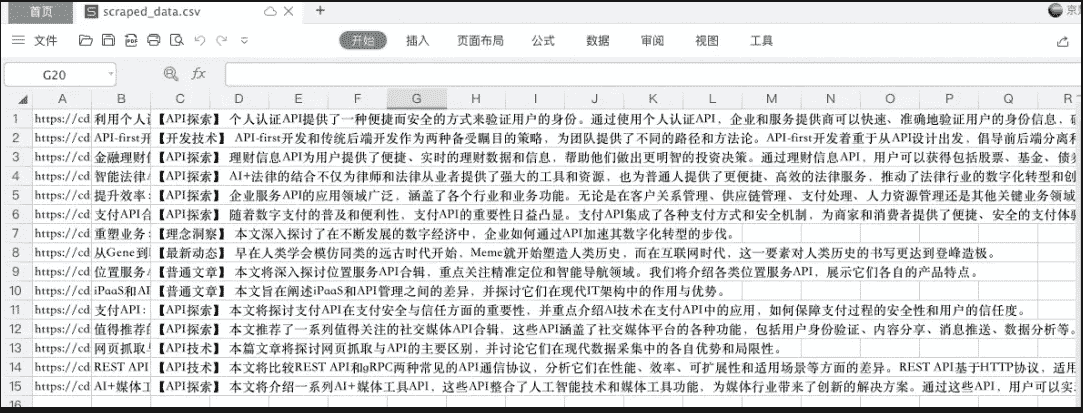 首页 scraped_data.csv
文件 开始 插入 页面布局 公式 数据 审阅 视图 工具
G20 fx
A B C D E F G H I J K L M N O P Q R
1 https://cd 利用个人认 【API探索】 个人认证API提供了一种便捷而安全的方式来验证用户的身份。通过使用个人认证API，企业和服务提供商可以快速、准确地验证用户的身份信息，
2 https://cd API-first开 【开发技术】 API-first开发和传统后端开发作为两种备受瞩目的策略，为团队提供了不同的路径和方法论。API-first开发着重于从API设计出发，倡导前后端分离
3 https://cd 金融理财 【API探索】 理财信息API为用户提供了便捷、实时的理财数据和信息，帮助他们做出更明智的投资决策。通过理财信息API，用户可以获得包括股票、基金、债
4 https://cd 智能法律 【API探索】 AI+法律的结合不仅为律师和法律从业者提供了强大的工具和资源，也为普通人提供了更便捷、高效的法律服务，推动了法律行业的数字化转型和创
5 https://cd 提升效率： 【API探索】 企业服务API的应用领域广泛，涵盖了各个行业和业务功能。无论是在客户关系管理、供应链管理、支付处理、人力资源管理还是其他关键业务领域
6 https://cd 支付API合 【API探索】 随着数字支付的普及和便利性，支付API的重要性日益凸显。支付API集成了各种支付方式和安全机制，为商家和消费者提供了便捷、安全的支付体
7 https://cd 重塑业务： 【理念洞察】 本文深入探讨了在不断发展的数字经济中，企业如何通过API加速其数字化转型的步伐。
8 https://cd 从Gene到 【最新动态】 早在人类学会模仿同类的远古时代开始，Meme就开始塑造人类历史，而在互联网时代，这一要素对人类历史的书写更达到登峰造极。
9 https://cd 位置服务 【普通文章】 本文将深入探讨位置服务API合辑，重点关注精准定位和智能导航领域。我们将介绍各类位置服务API，展示它们各自的产品特点。
10 https://cd iPaaS和AP 【普通文章】 本文旨在阐述iPaaS和API管理之间的差异，并探讨它们在现代IT架构中的作用与优势。
11 https://cd 支付API： 【API探索】 本文将探讨支付API在支付安全与信任方面的重要性，并重点介绍AI技术在支付API中的应用，如何保障支付过程的安全性和用户的信任度。
12 https://cd 值得推荐的 【API探索】 本文推荐了一系列值得关注的社交媒体API合辑，这些API涵盖了社交媒体平台的各种功能，包括用户身份验证、内容分享、消息推送、数据分析等。
13 https://cd 网页抓取 【API技术】 本篇文章将探讨网页抓取与API的主要区别，并讨论它们在现代数据采集中的各自优势和局限性。
14 https://cd REST API 【API技术】 本文将比较REST API和gRPC两种常见的API通信协议，分析它们在性能、效率、可扩展性和适用场景等方面的差异。REST API基于HTTP协议，适用
15 https://cd AI+媒体工 【API探索】 本文将介绍一系列AI+媒体工具API，这些API整合了人工智能技术和媒体工具功能，为媒体行业带来了创新的解决方案。通过这些API，用户可以
16